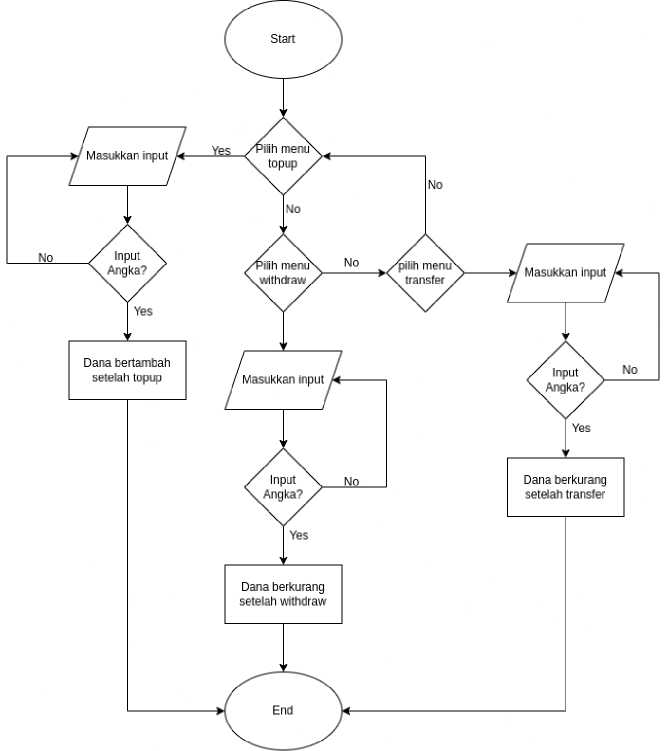 Start
Pilih menu
topup
Yes
Masukkan input
No
Input
Angka?
No
Yes
Dana bertambah
setelah topup
Pilih menu
withdraw
No
pilih menu
transfer
No
Masukkan input
Input
Angka?
No
Yes
Dana berkurang
setelah transfer
Masukkan input
Input
Angka?
No
Yes
Dana berkurang
setelah withdraw
End